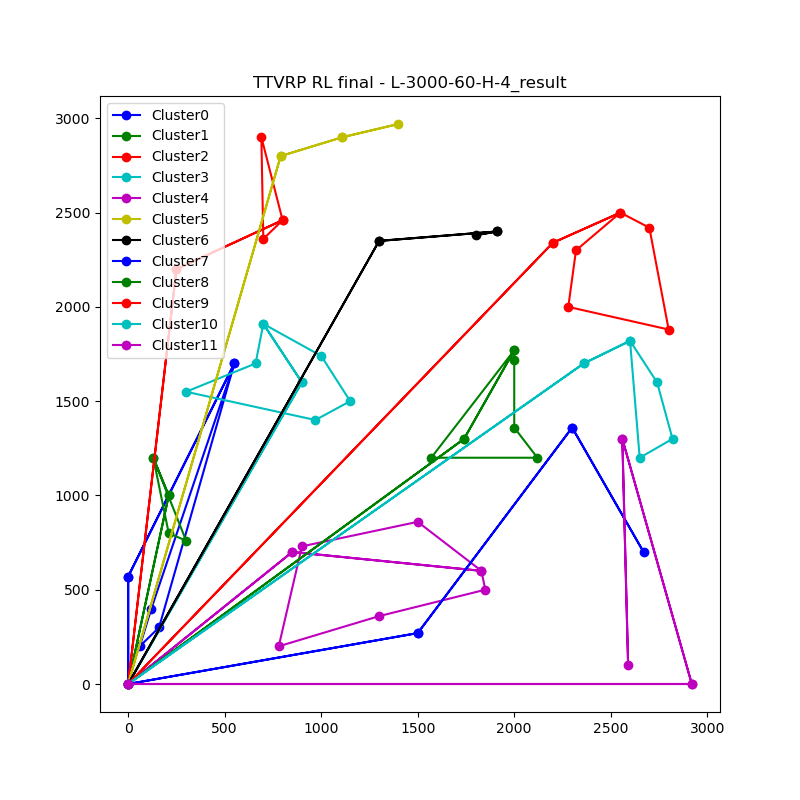 TTVRP RL final - L-3000-60-H-4_result
Cluster0
Cluster1
Cluster2
Cluster3
Cluster4
Cluster5
Cluster6
Cluster7
Cluster8
Cluster9
Cluster10
Cluster11
3000
2500
2000
1500
1000
500
0
0 500 1000 1500 2000 2500 3000